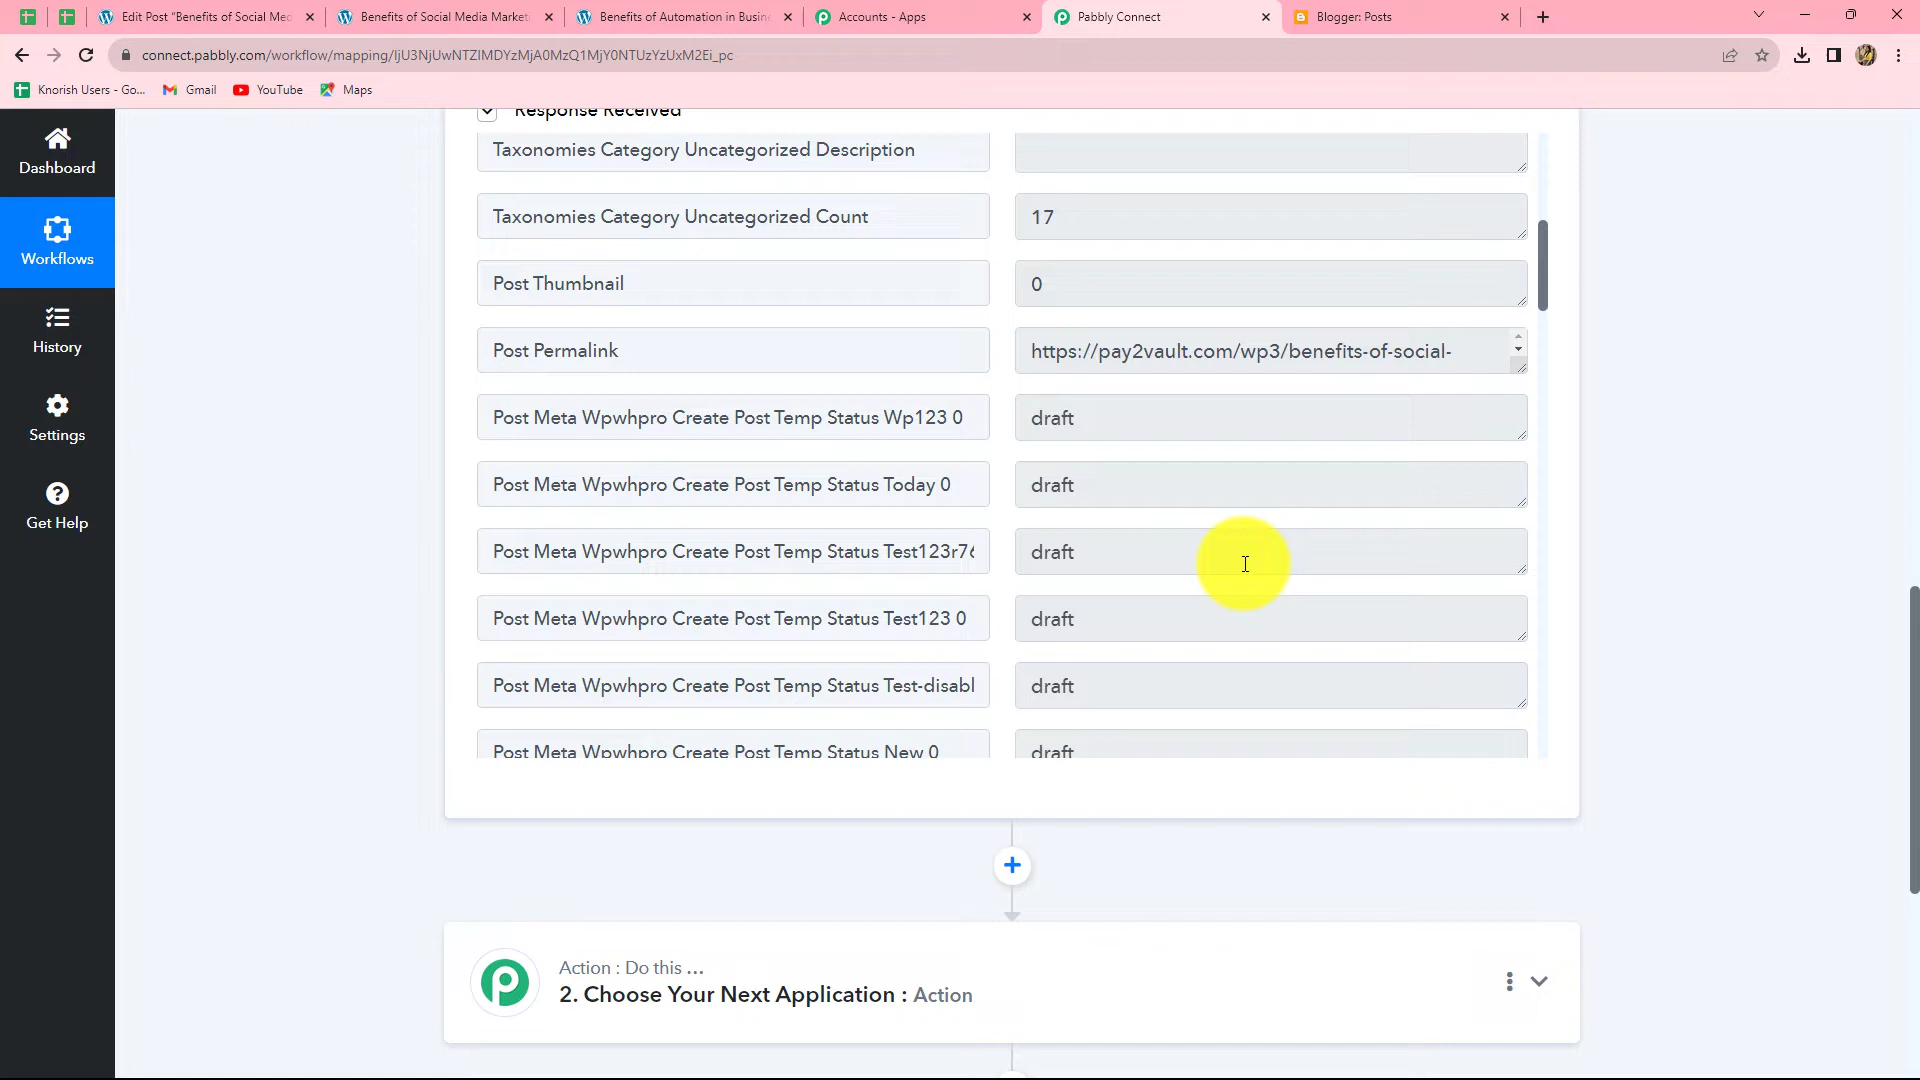 Edit Post "Benefits of Social Med
Benefits of Social Media Market
Benefits of Automation in Busin
Accounts - Apps
Pabbly Connect
Blogger: Posts
connect.pabbly.com/workflow/mapping/IjU3NjUwNTZlMDYzMjA0MzQ1MjY0NTUzYzUxM2Ei_pc
Knorish Users - Go...
Gmail
YouTube
Maps
Dashboard
Workflows
History
Settings
Get Help
Response Received
Taxonomies Category Uncategorized Description
Taxonomies Category Uncategorized Count
17
Post Thumbnail
0
Post Permalink
https://pay2vault.com/wp3/benefits-of-social-
Post Meta Wpwhpro Create Post Temp Status Wp123 0
draft
Post Meta Wpwhpro Create Post Temp Status Today 0
draft
Post Meta Wpwhpro Create Post Temp Status Test123r76
draft
Post Meta Wpwhpro Create Post Temp Status Test123 0
draft
Post Meta Wpwhpro Create Post Temp Status Test-disabl
draft
Post Meta Wpwhpro Create Post Temp Status New 0
draft
Action : Do this ...
2. Choose Your Next Application : Action